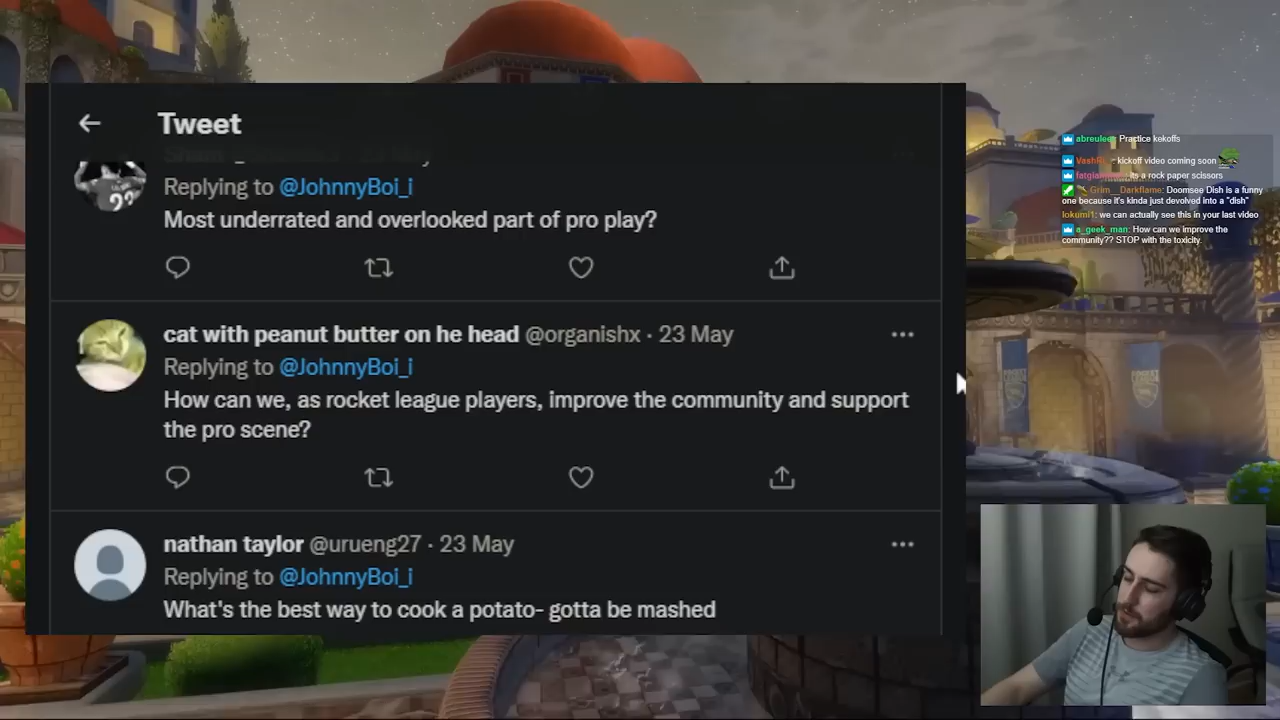 Tweet
Replying to @JohnnyBoi_i
Most underrated and overlooked part of pro play?
cat with peanut butter on he head @organishx · 23 May
Replying to @JohnnyBoi_i
How can we, as rocket league players, improve the community and support
the pro scene?
nathan taylor @urueng27 · 23 May
Replying to @JohnnyBoi_i
What's the best way to cook a potato- gotta be mashed
abreulee: Practice kekoffs
kickoff video coming soon
its a rock paper scissors
Grim__Darkflame: Doomsee Dish is a funny
one because it's kinda just devolved into a "dish"
lokumi1: we can actually see this in your last video
a_geek_man: How can we improve the
community?? STOP with the toxicity.